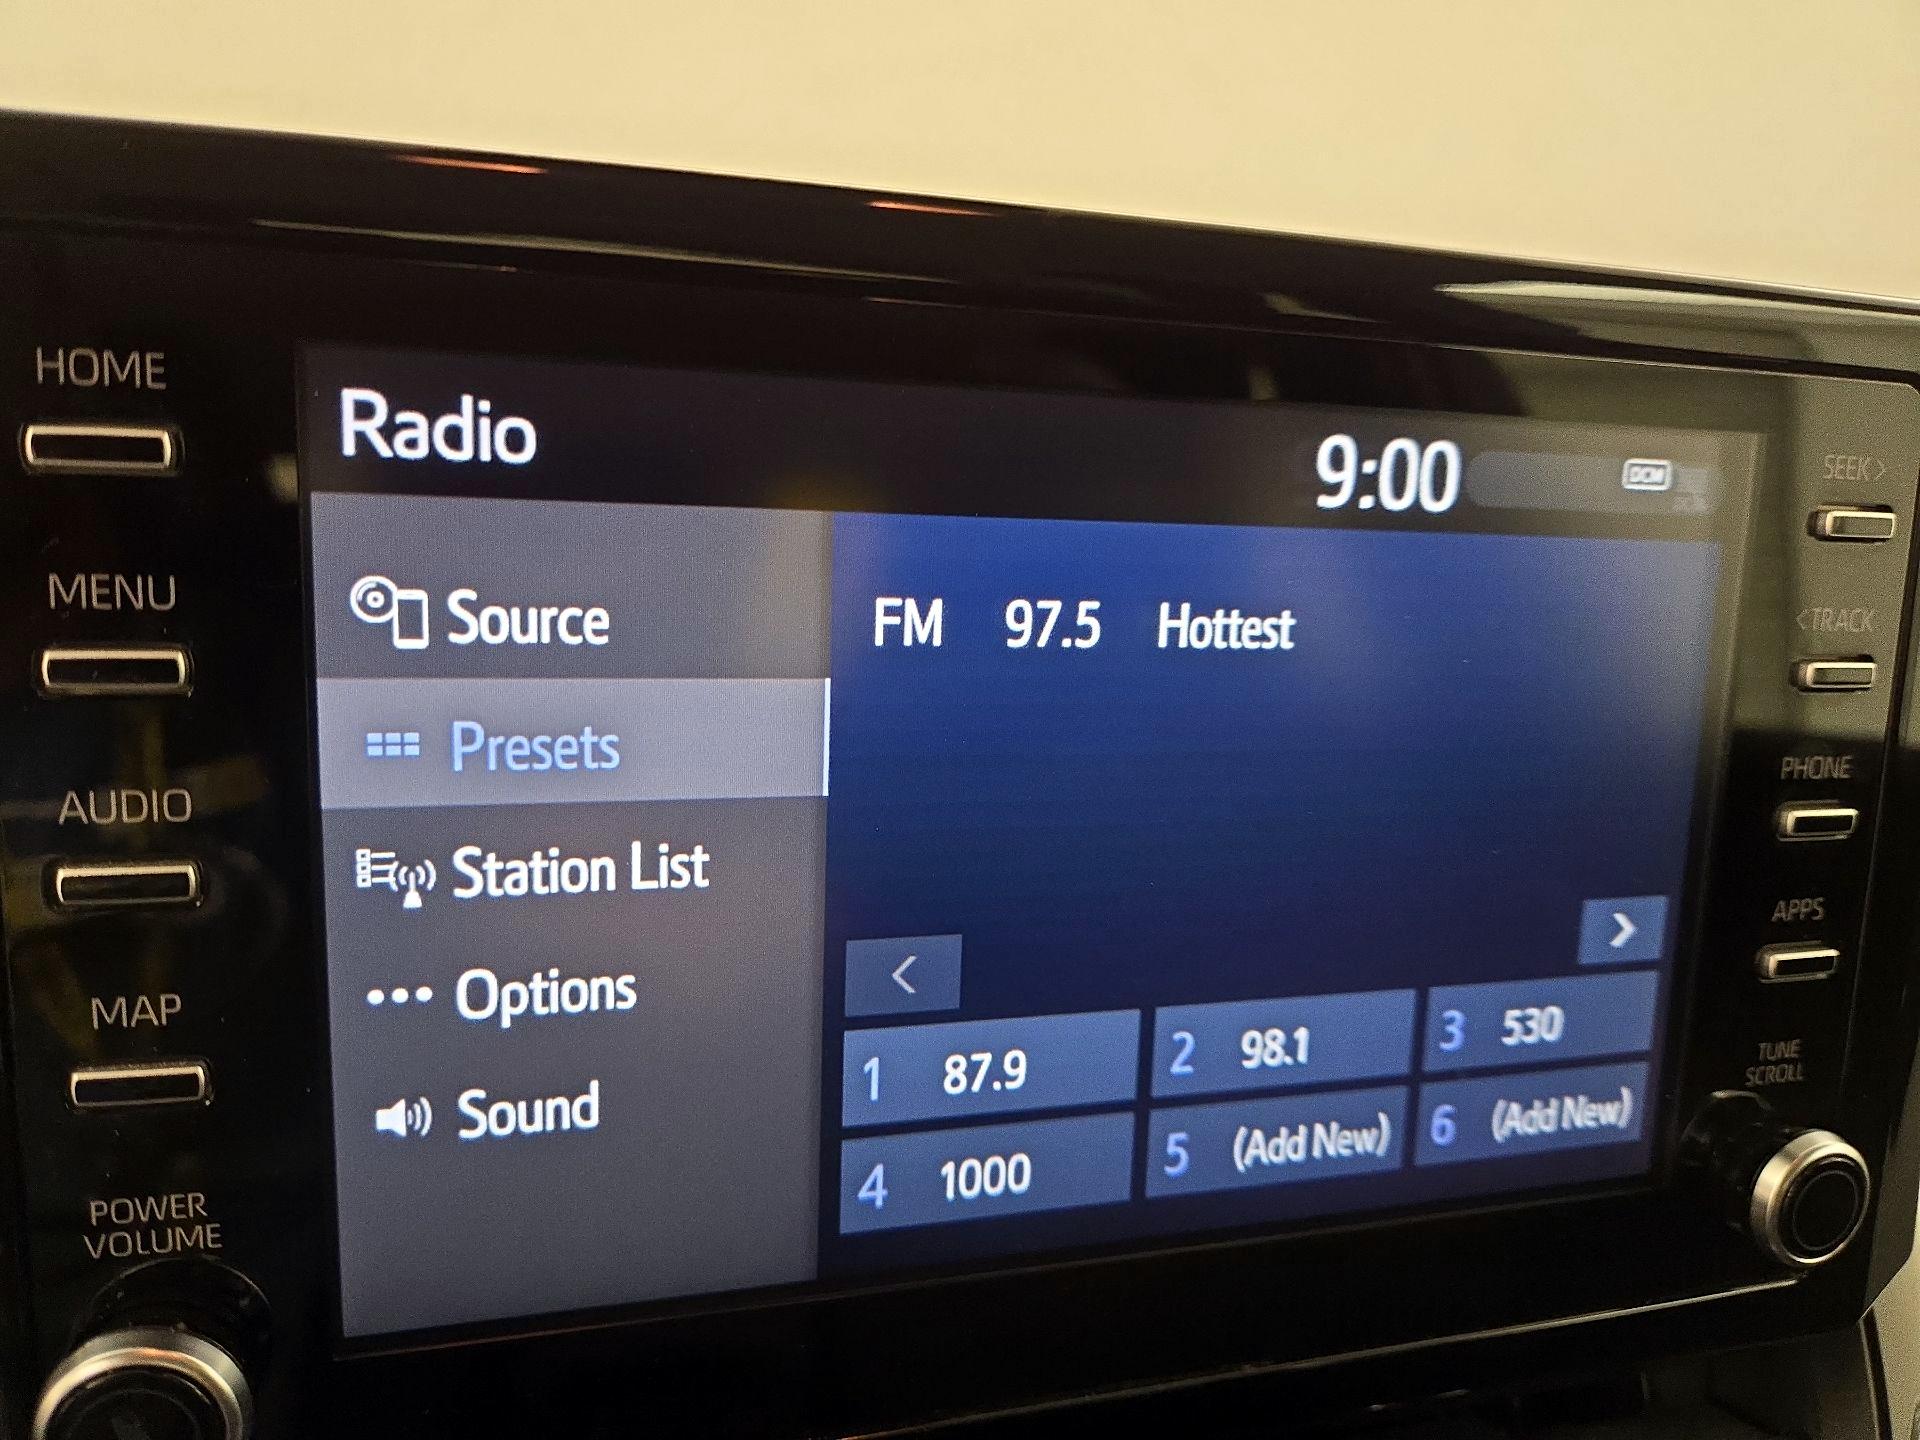 HOME
MENU
AUDIO
MAP
POWER
VOLUME
Radio
9:00
DCM
Source
Presets
Station List
Options
Sound
FM 97.5 Hottest
<
>
1 87.9
2 98.1
3 530
4 1000
5 (Add New)
6 (Add New)
SEEK >
< TRACK
PHONE
APPS
TUNE
SCROLL